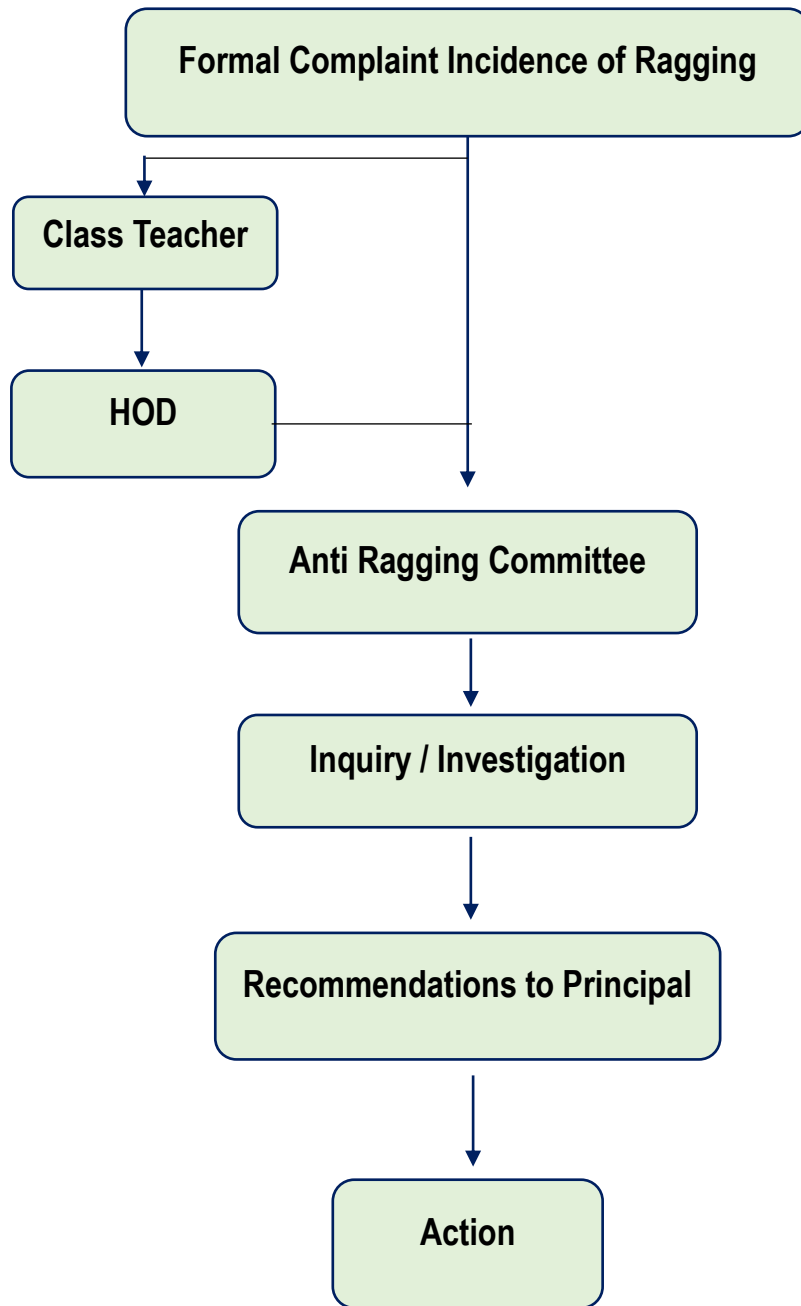 Formal Complaint Incidence of Ragging
Class Teacher
HOD
Anti Ragging Committee
Inquiry / Investigation
Recommendations to Principal
Action